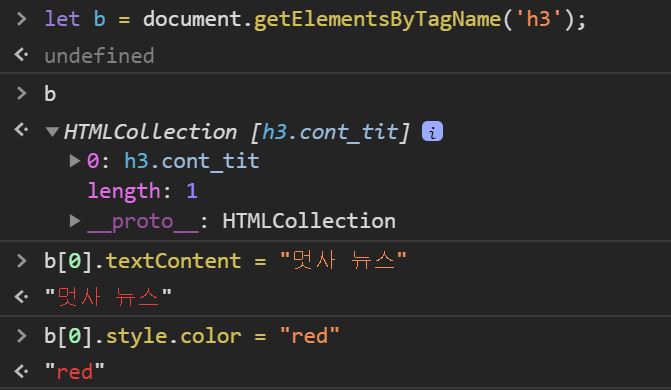 > let b = document.getElementsByTagName('h3');
undefined
> b
HTMLCollection [h3.cont_tit] i
0: h3.cont_tit
length: 1
__proto__: HTMLCollection
> b[0].textContent = "멋사 뉴스"
"멋사 뉴스"
> b[0].style.color = "red"
"red"